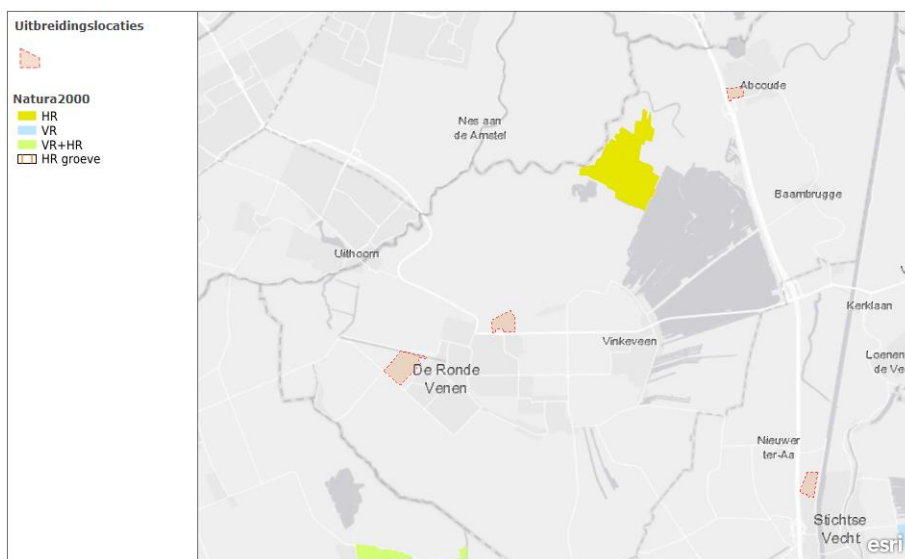 Uitbreidingslocaties
Natura2000
HR
VR
VR+HR
HR groeve
Abcoude
Nes aan
de Amstel
Baambrugge
Uithoorn
Kerklaan
Vinkeveen
Loenen
de Ve
De Ronde
Venen
Nieuwer
ter-Aa
Stichtse
Vecht
esri